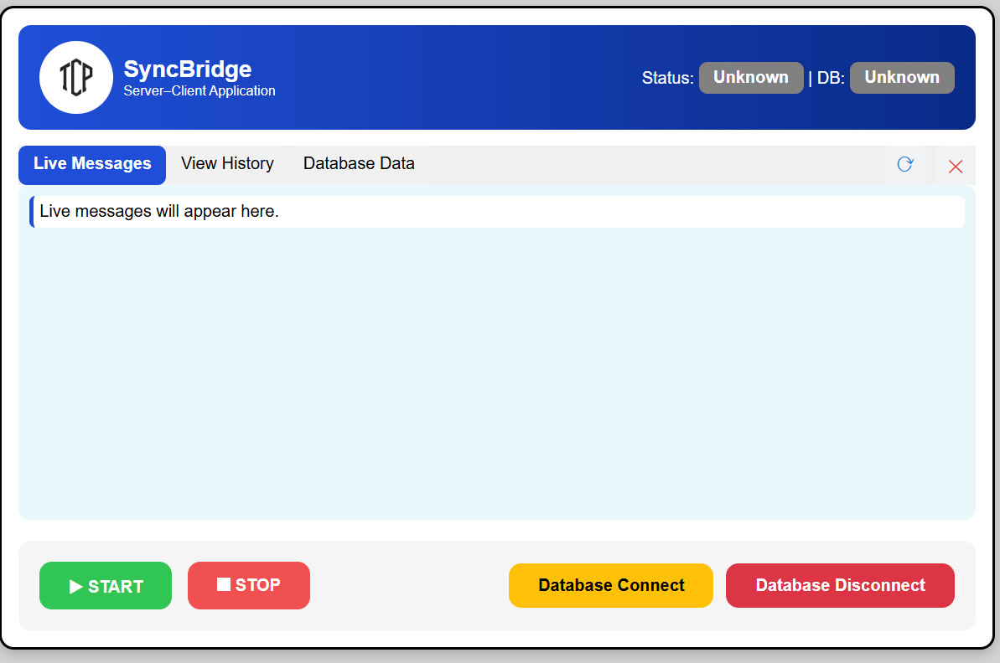 TCP
SyncBridge
Server–Client Application
Status: Unknown | DB: Unknown
Live Messages View History Database Data
Live messages will appear here.
START STOP Database Connect Database Disconnect